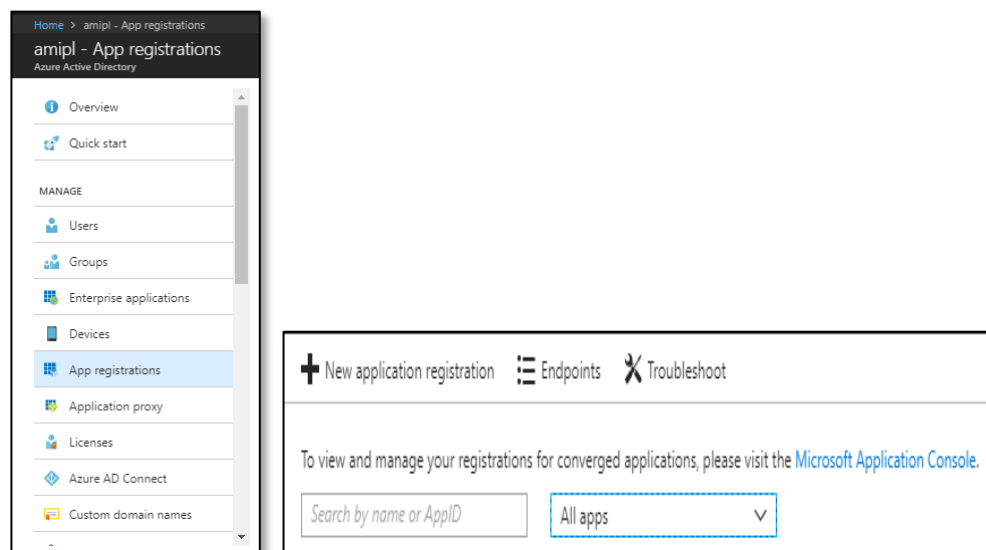 Home > amipl - App registrations
amipl - App registrations
Azure Active Directory
Overview
Quick start
MANAGE
Users
Groups
Enterprise applications
Devices
App registrations
Application proxy
Licenses
Azure AD Connect
Custom domain names
New application registration Endpoints Troubleshoot
To view and manage your registrations for converged applications, please visit the Microsoft Application Console.
Search by name or AppID All apps